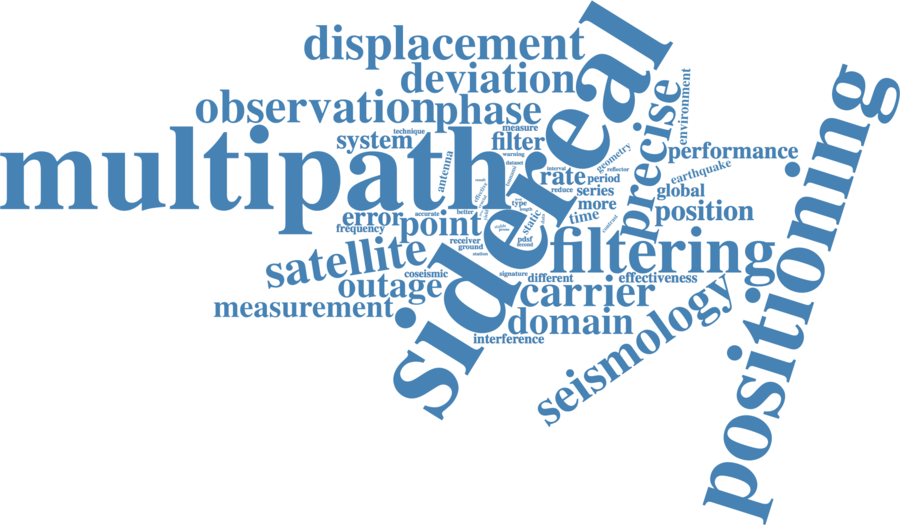 displacement
deviation
observation
phase
system
technique
measure
filter
warning
dataset
multipath
antenna
sidereal
precise
environment
geometry
reflector
performance
earthquake
interval
rate
period
reduce
series
global
more
time
position
type
static
error
accurate
better
frequency
point
receiver
ground
station
pdsf
filtering
satellite
coseismic
signature
different
effectiveness
outage
carrier
measurement
domain
interference
seismology
positioning